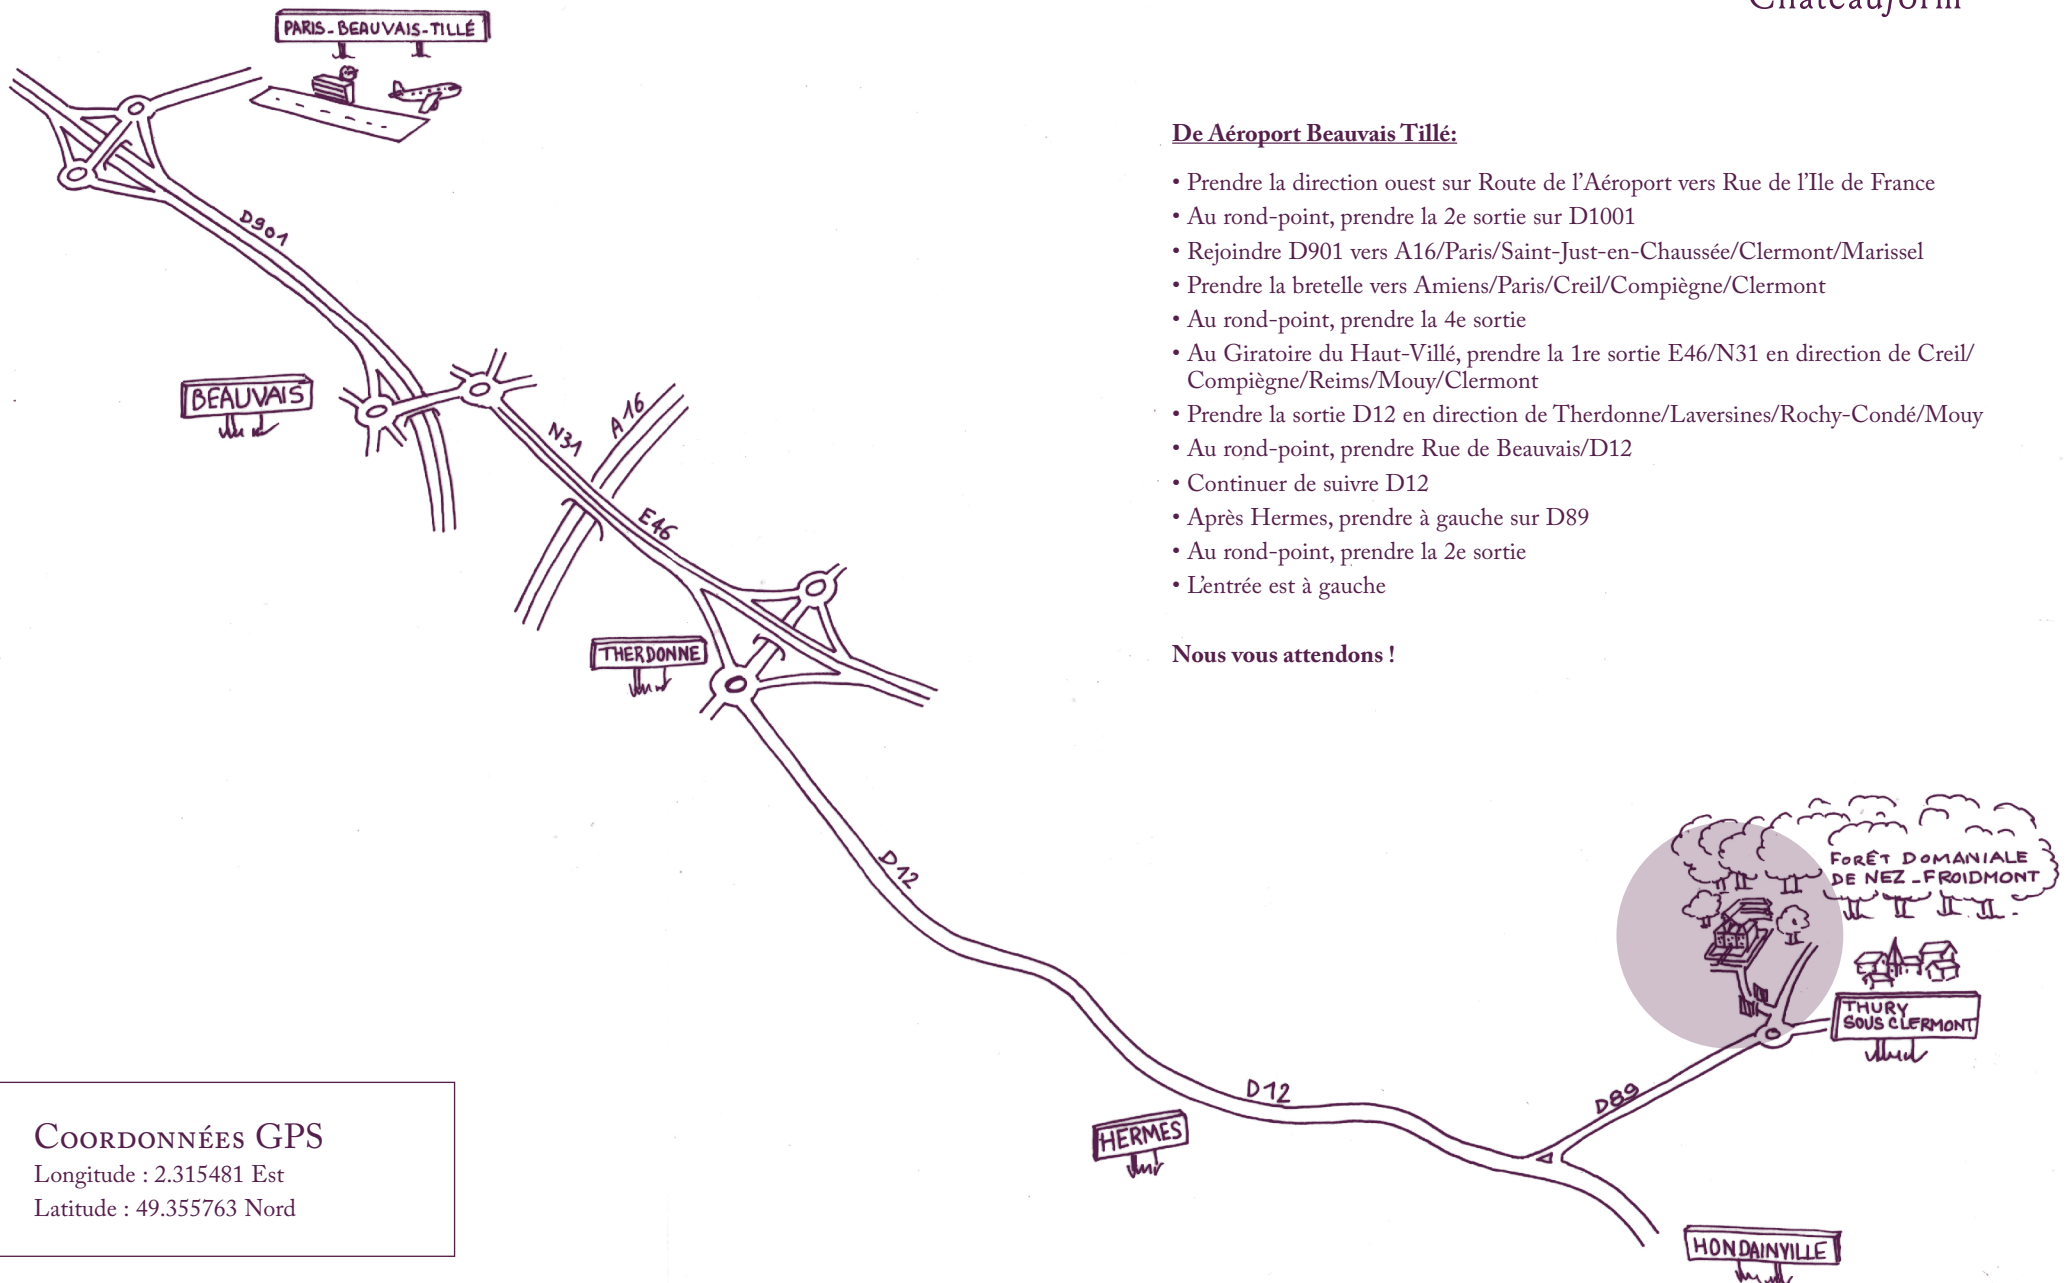 Châteauform
PARIS-BEAUVAIS-TILLÉ
De Aéroport Beauvais Tillé:
• Prendre la direction ouest sur Route de l'Aéroport vers Rue de l'Ile de France
• Au rond-point, prendre la 2e sortie sur D1001
• Rejoindre D901 vers A16/Paris/Saint-Just-en-Chaussée/Clermont/Marissel
• Prendre la bretelle vers Amiens/Paris/Creil/Compiègne/Clermont
• Au rond-point, prendre la 4e sortie
• Au Giratoire du Haut-Villé, prendre la 1re sortie E46/N31 en direction de Creil/
Compiègne/Reims/Mouy/Clermont
• Prendre la sortie D12 en direction de Therdonne/Laversines/Rochy-Condé/Mouy
• Au rond-point, prendre Rue de Beauvais/D12
• Continuer de suivre D12
• Après Hermes, prendre à gauche sur D89
• Au rond-point, prendre la 2e sortie
• L'entrée est à gauche
Nous vous attendons !
D901
BEAUVAIS
N31
A16
E46
THERDONNE
D12
FORÊT DOMANIALE
DE NEZ-FROIDMONT
THURY
SOUS CLERMONT
D12
D89
HERMES
HONDAINVILLE
COORDONNÉES GPS
Longitude : 2.315481 Est
Latitude : 49.355763 Nord